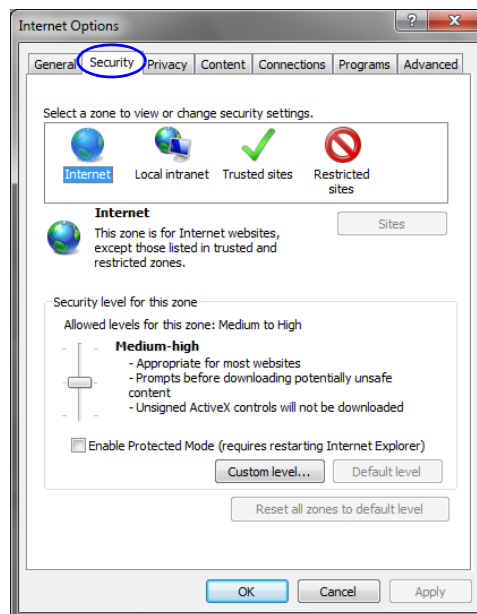 Internet Options
?
X
General Security Privacy Content Connections Programs Advanced
Select a zone to view or change security settings.
Internet Local intranet Trusted sites Restricted
sites
Internet
Sites
This zone is for Internet websites,
except those listed in trusted and
restricted zones.
Security level for this zone
Allowed levels for this zone: Medium to High
Medium-high
- Appropriate for most websites
- Prompts before downloading potentially unsafe
content
- Unsigned ActiveX controls will not be downloaded
Enable Protected Mode (requires restarting Internet Explorer)
Custom level... Default level
Reset all zones to default level
OK Cancel Apply